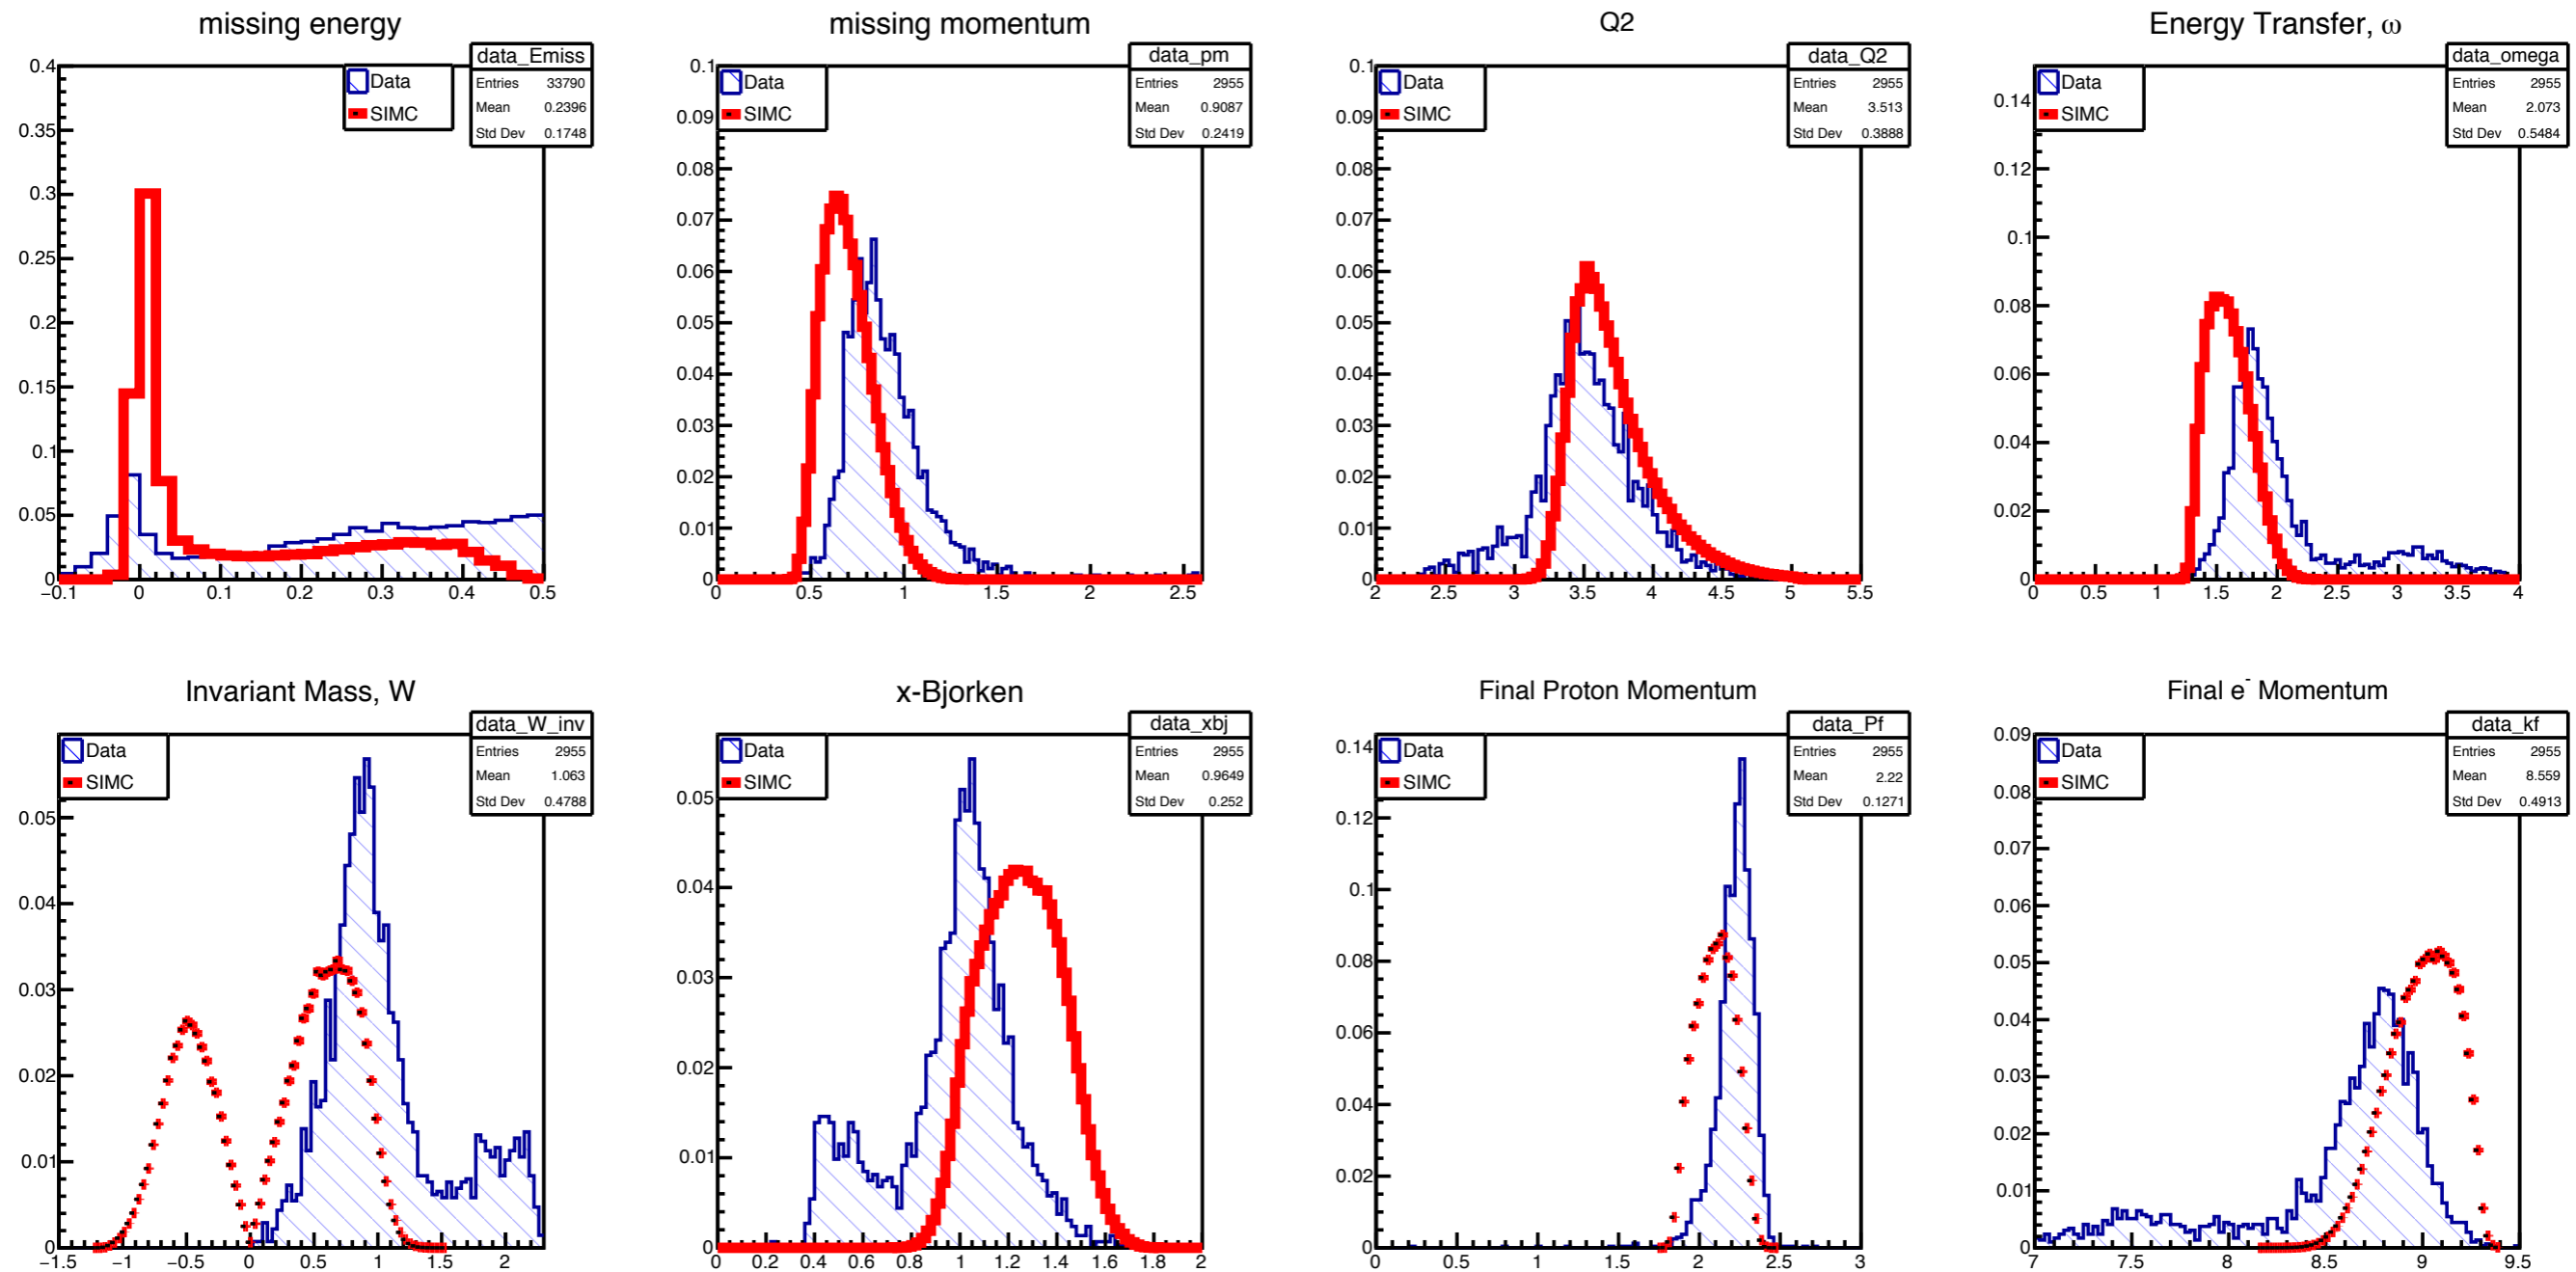 missing energy
data_Emiss
Entries 33790
Mean 0.2396
Std Dev 0.1748
Data
SIMC
0.4
0.35
0.3
0.25
0.2
0.15
0.1
0.05
0
−0.1 0 0.1 0.2 0.3 0.4 0.5
missing momentum
data_pm
Entries 2955
Mean 0.9087
Std Dev 0.2419
Data
SIMC
0.1
0.09
0.08
0.07
0.06
0.05
0.04
0.03
0.02
0.01
0
0 0.5 1 1.5 2 2.5
Q2
data_Q2
Entries 2955
Mean 3.513
Std Dev 0.3888
Data
SIMC
0.1
0.09
0.08
0.07
0.06
0.05
0.04
0.03
0.02
0.01
0
2 2.5 3 3.5 4 4.5 5 5.5
Energy Transfer, ω
data_omega
Entries 2955
Mean 2.073
Std Dev 0.5484
Data
SIMC
0.14
0.12
0.1
0.08
0.06
0.04
0.02
0
0 0.5 1 1.5 2 2.5 3 3.5 4
Invariant Mass, W
data_W_inv
Entries 2955
Mean 1.063
Std Dev 0.4788
Data
SIMC
0.05
0.04
0.03
0.02
0.01
0
−1.5 −1 −0.5 0 0.5 1 1.5 2
x-Bjorken
data_xbj
Entries 2955
Mean 0.9649
Std Dev 0.252
Data
SIMC
0.05
0.04
0.03
0.02
0.01
0
0 0.2 0.4 0.6 0.8 1 1.2 1.4 1.6 1.8 2
Final Proton Momentum
data_Pf
Entries 2955
Mean 2.22
Std Dev 0.1271
Data
SIMC
0.14
0.12
0.1
0.08
0.06
0.04
0.02
0
0 0.5 1 1.5 2 2.5 3
Final e⁻ Momentum
data_kf
Entries 2955
Mean 8.559
Std Dev 0.4913
Data
SIMC
0.09
0.08
0.07
0.06
0.05
0.04
0.03
0.02
0.01
0
7 7.5 8 8.5 9 9.5